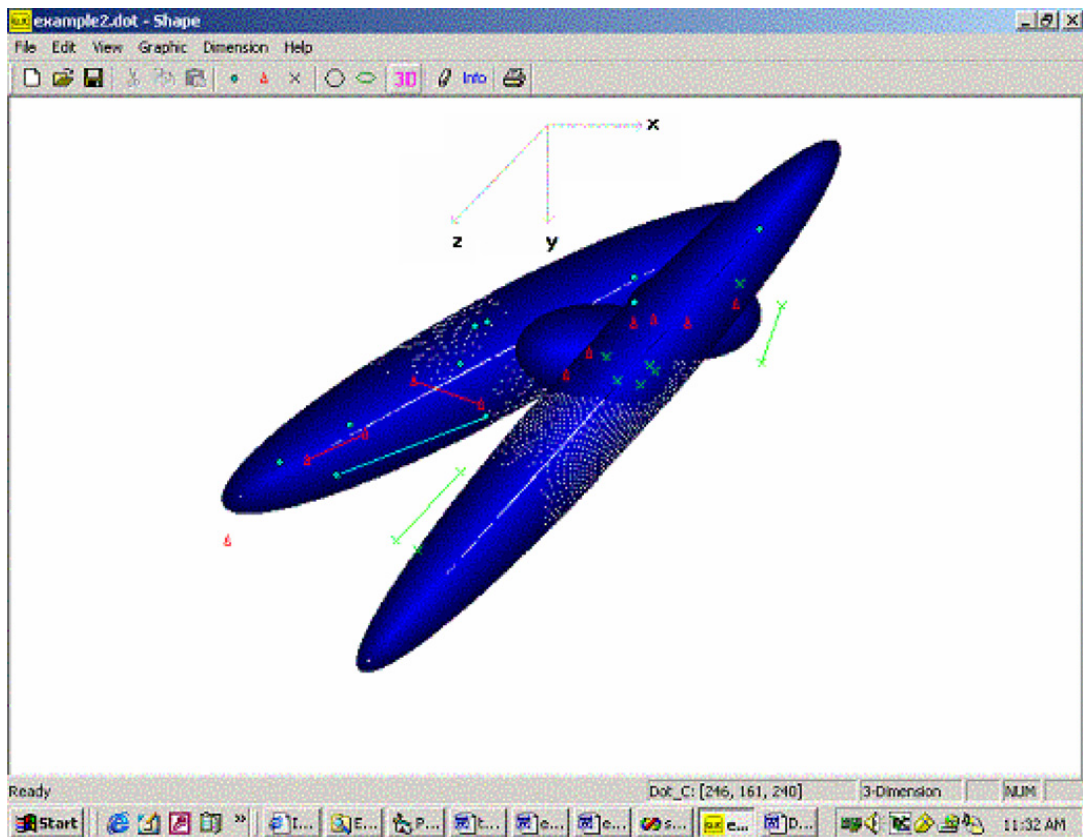 example2.dot - Shape
File Edit View Graphic Dimension Help
3D Info
x
z y
Ready Dot_C: [246, 161, 240] 3-Dimension NUM
Start » I... E... P... t... e... e... s... e... D... 11:32 AM